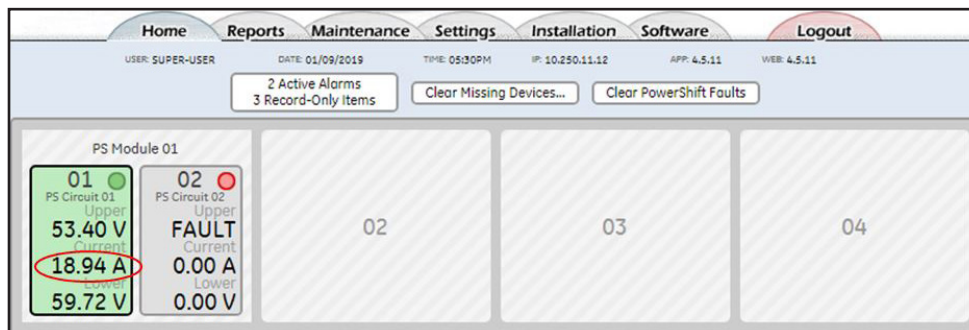 Home Reports Maintenance Settings Installation Software Logout
USER: SUPER-USER DATE: 01/09/2019 TIME: 05:30PM IP: 10.250.11.12 APP: 4.5.11 WEB: 4.5.11
2 Active Alarms
3 Record-Only Items
Clear Missing Devices... Clear PowerShift Faults
PS Module 01
01
PS Circuit 01
Upper
53.40 V
Current
18.94 A
Lower
59.72 V
02
PS Circuit 02
Upper
FAULT
Current
0.00 A
Lower
0.00 V
02
03
04